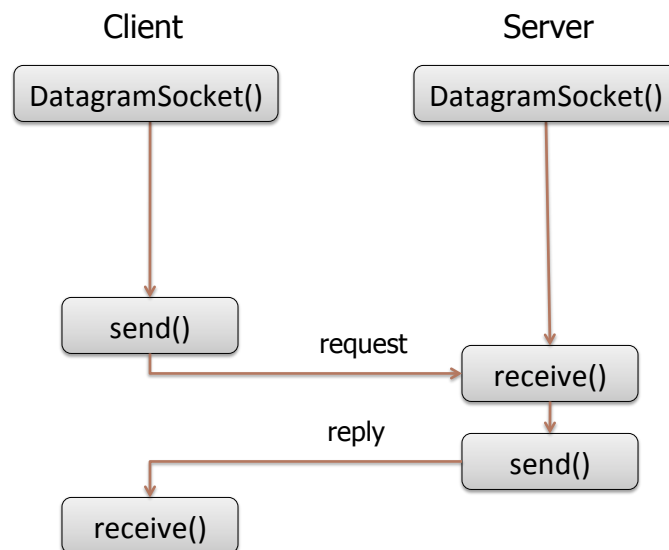 Client
Server
DatagramSocket()
DatagramSocket()
send()
request
receive()
reply
send()
receive()